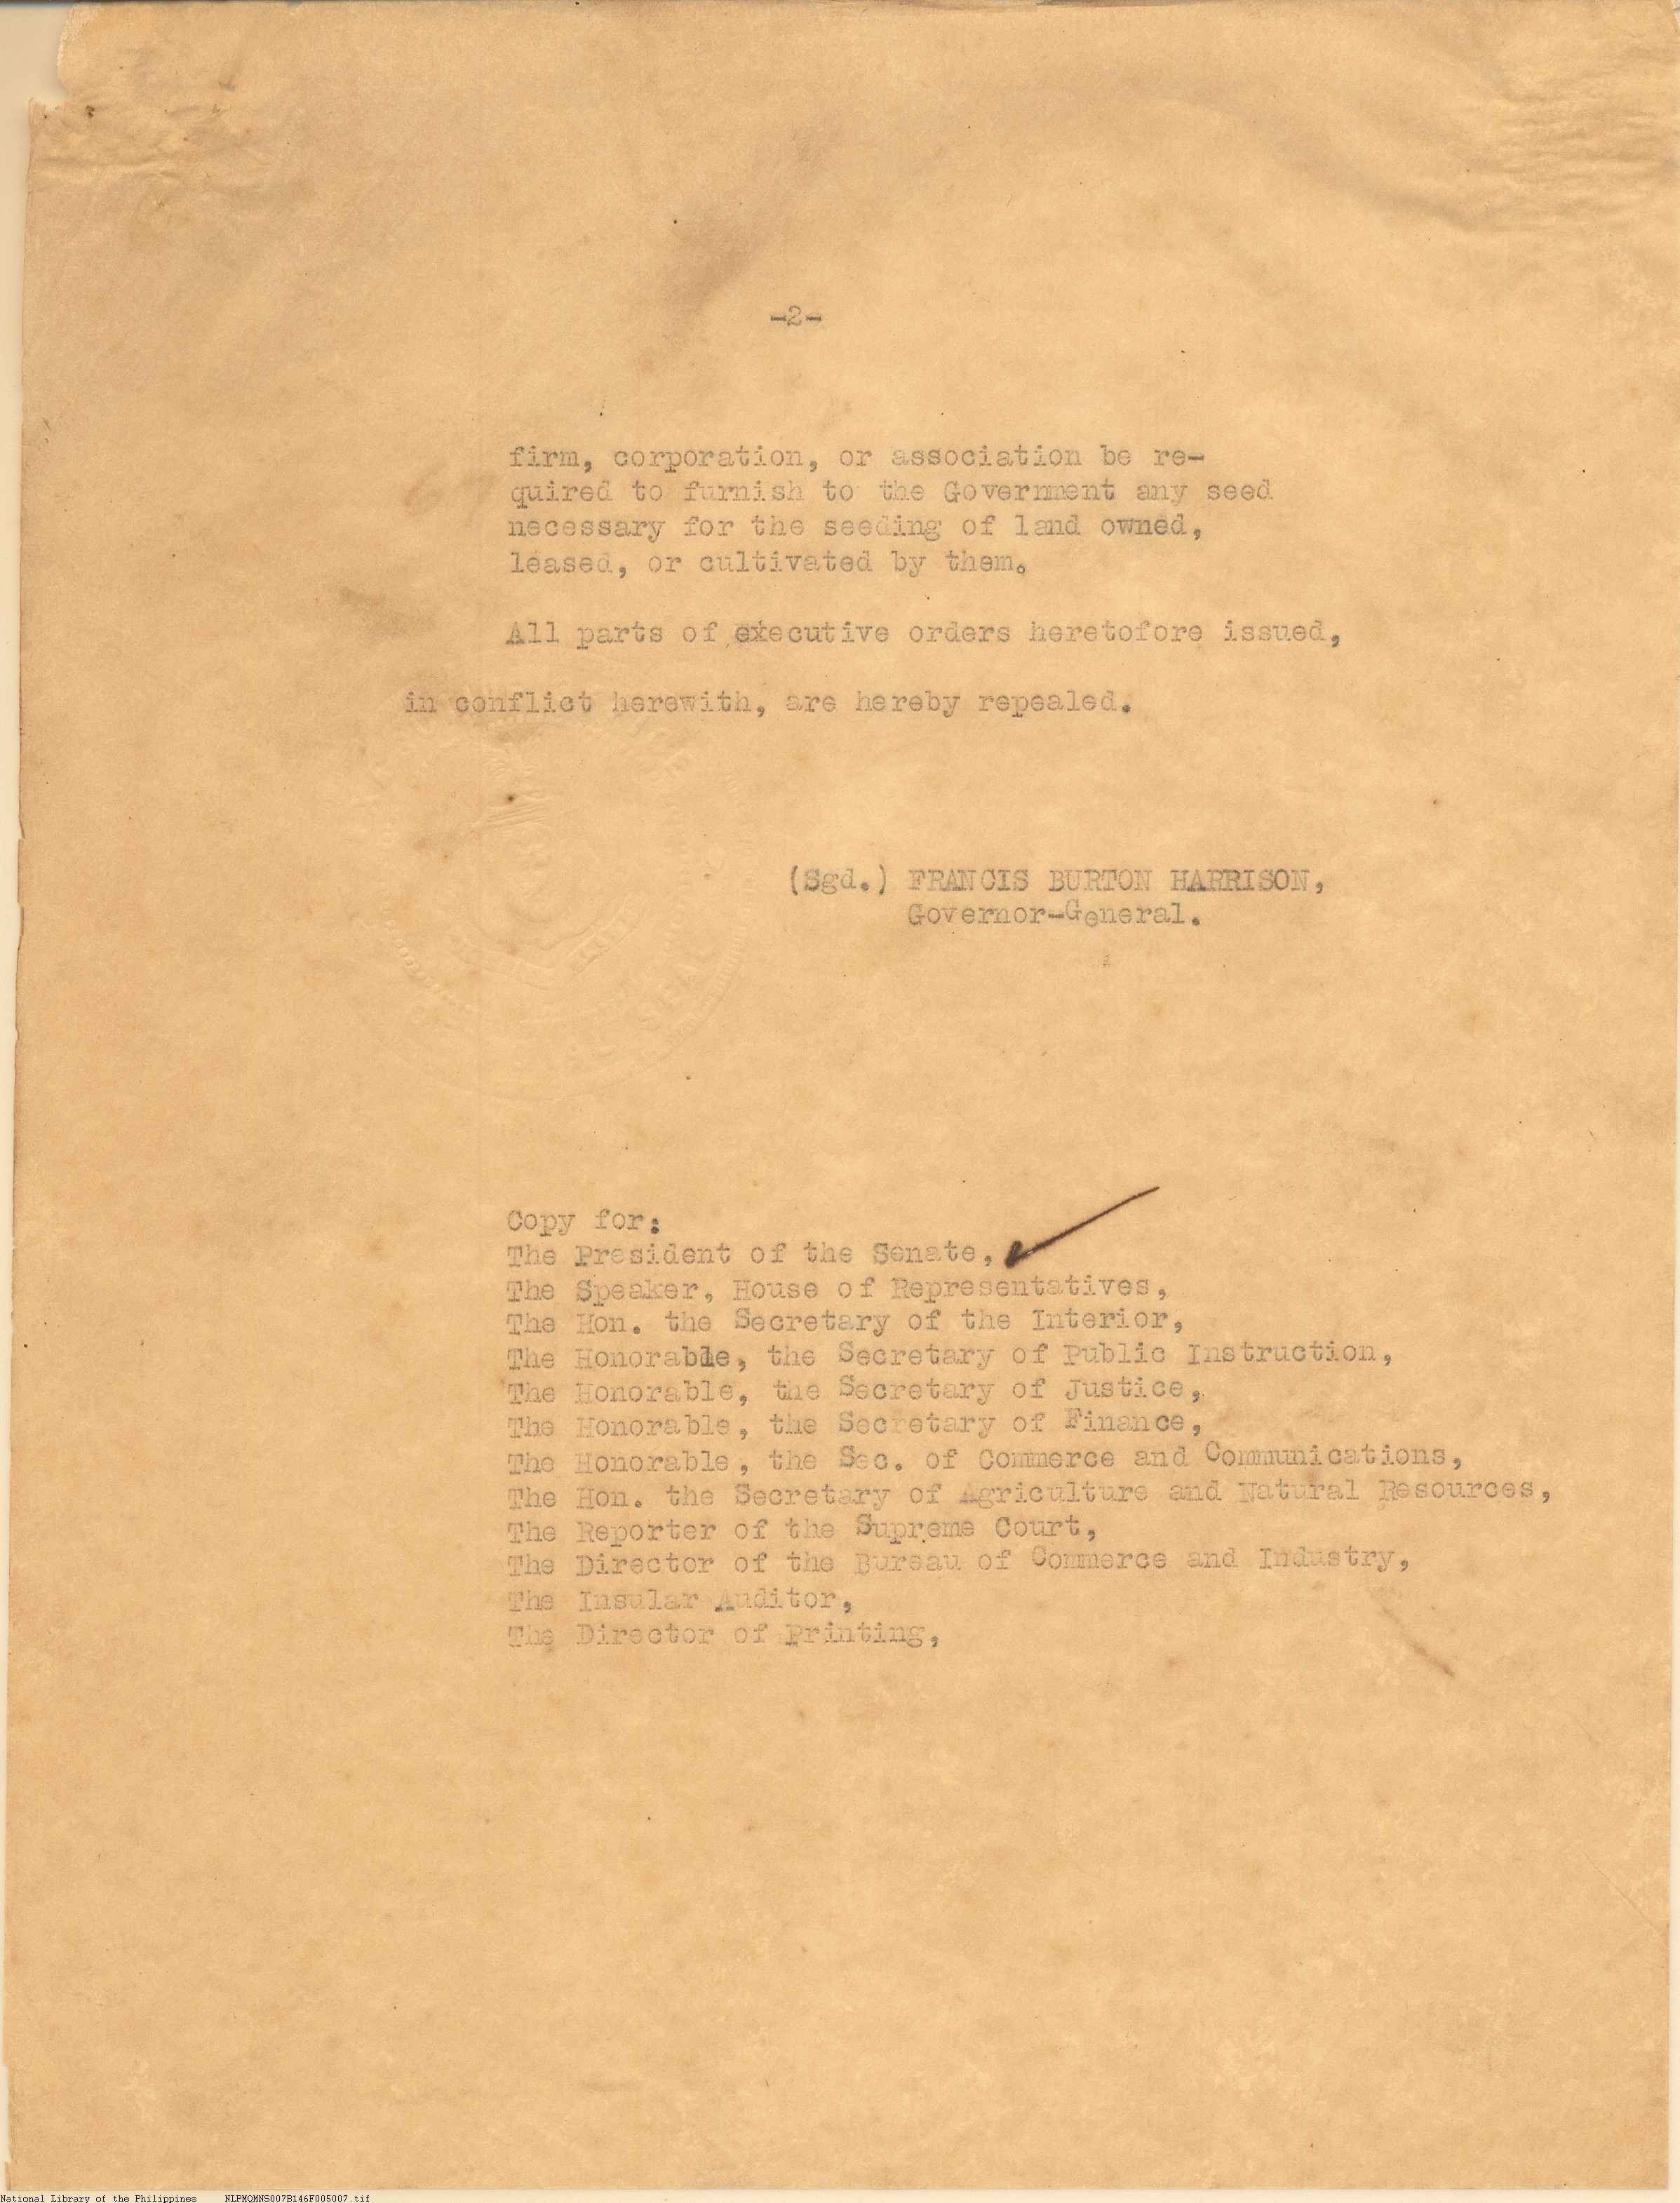 -2-
firm, corporation, or association be re-
quired to furnish to the Government any seed
necessary for the seeding of land owned,
leased, or cultivated by them.
All parts of executive orders heretofore issued,
in conflict herewith, are hereby repealed.
(Sgd.) FRANCIS BURTON HARRISON,
Governor-General.
Copy for:
The President of the Senate,
The Speaker, House of Representatives,
The Hon. the Secretary of the Interior,
The Honorable, the Secretary of Public Instruction,
The Honorable, the Secretary of Justice,
The Honorable, the Secretary of Finance,
The Honorable, the Sec. of Commerce and Communications,
The Hon. the Secretary of Agriculture and Natural Resources,
The Reporter of the Supreme Court,
The Director of the Bureau of Commerce and Industry,
The Insular Auditor,
The Director of Printing,
National Library of the Philippines NLPMQMNS007B146F005007.tif